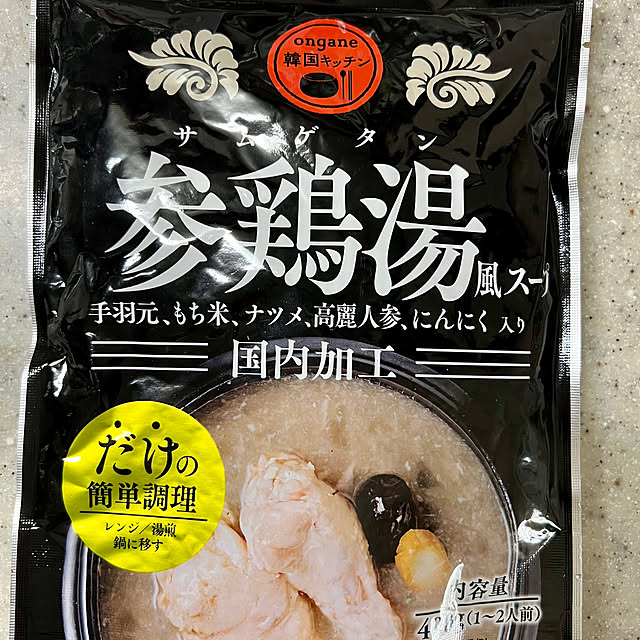 ongane
韓国キッチン
サムゲタン
参鶏湯風スープ
手羽元、もち米、ナツメ、高麗人参、にんにく 入り
国内加工
だけの
簡単調理
レンジ/湯煎
鍋に移す
内容量
(1〜2人前)